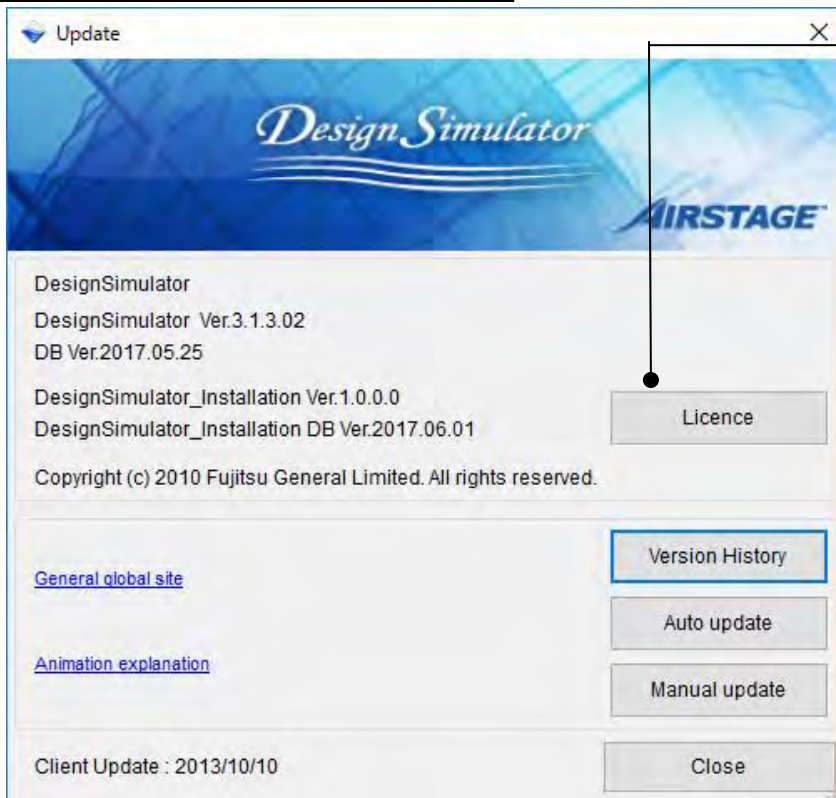 Update
Design Simulator
AIRSTAGE™
DesignSimulator
DesignSimulator Ver.3.1.3.02
DB Ver.2017.05.25
DesignSimulator_Installation Ver.1.0.0.0
DesignSimulator_Installation DB Ver.2017.06.01
Licence
Copyright (c) 2010 Fujitsu General Limited. All rights reserved.
Version History
General global site
Auto update
Animation explanation
Manual update
Client Update : 2013/10/10
Close